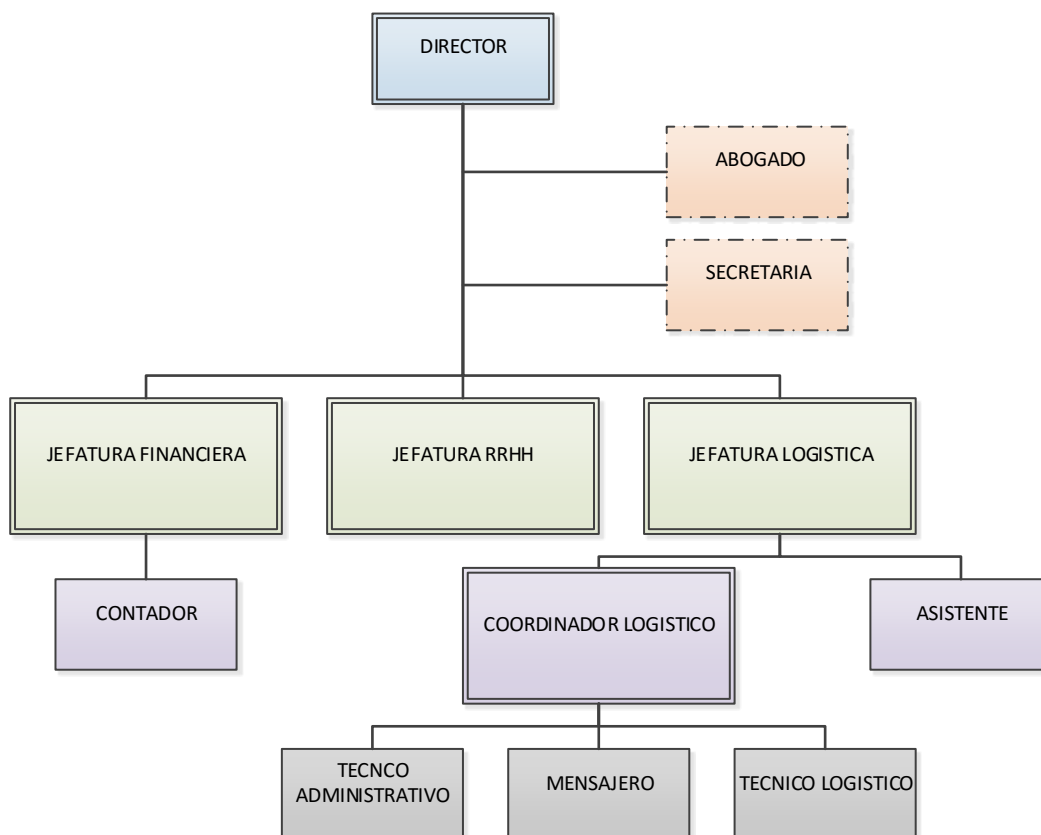 DIRECTOR
ABOGADO
SECRETARIA
JEFATURA FINANCIERA
JEFATURA RRHH
JEFATURA LOGISTICA
CONTADOR
COORDINADOR LOGISTICO
ASISTENTE
TECNCO
ADMINISTRATIVO
MENSAJERO
TECNICO LOGISTICO